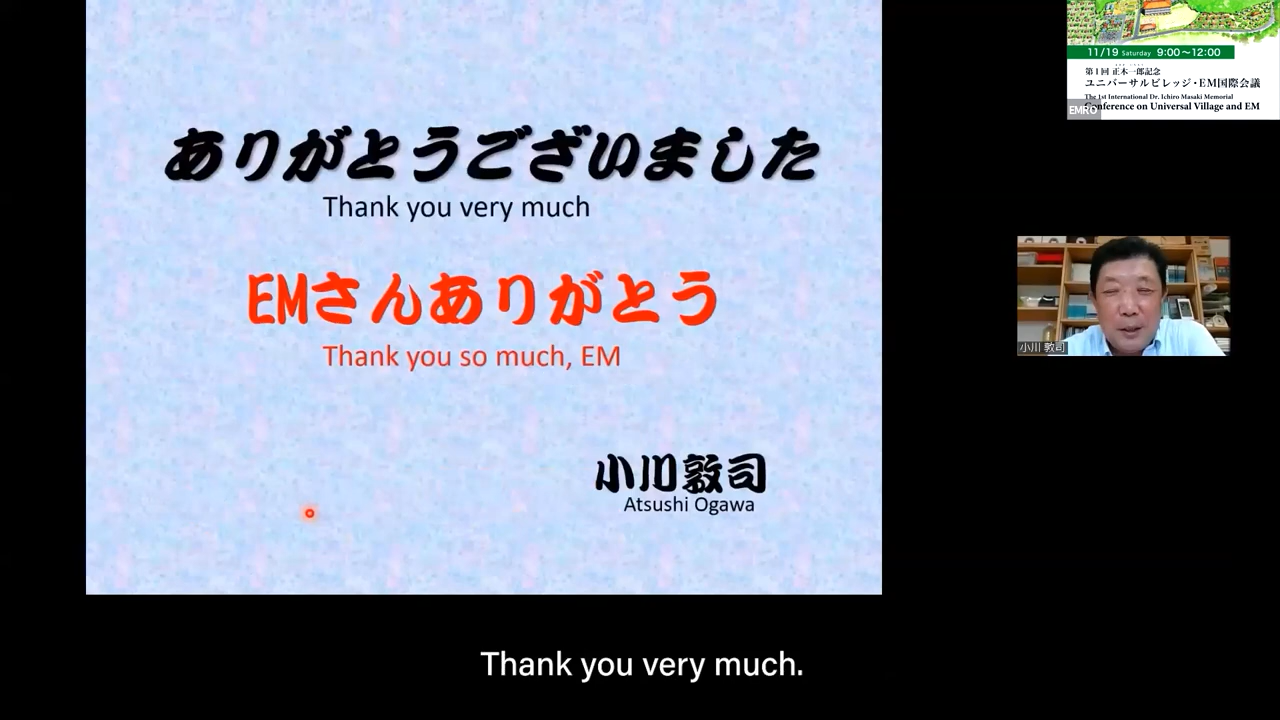 ありがとうございました
Thank you very much
EMさんありがとう
Thank you so much, EM
小川敦司
Atsushi Ogawa
11/19 Saturday 9:00～12:00
第1回 正木一郎記念
ユニバーサルビレッジ・EM国際会議
The 1st International Dr. Ichiro Masaki Memorial
Conference on Universal Village and EM
EMRO
小川 敦司
Thank you very much.